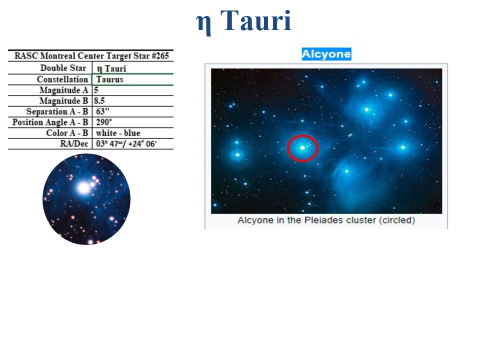 η Tauri
RASC Montreal Center Target Star #265
Double Star η Tauri
Constellation Taurus
Magnitude A 5
Magnitude B 8.5
Separation A - B 63"
Position Angle A - B 290°
Color A - B white - blue
RA/Dec 03ʰ 47ᵐ/ +24° 06'
Alcyone
Alcyone in the Pleiades cluster (circled)